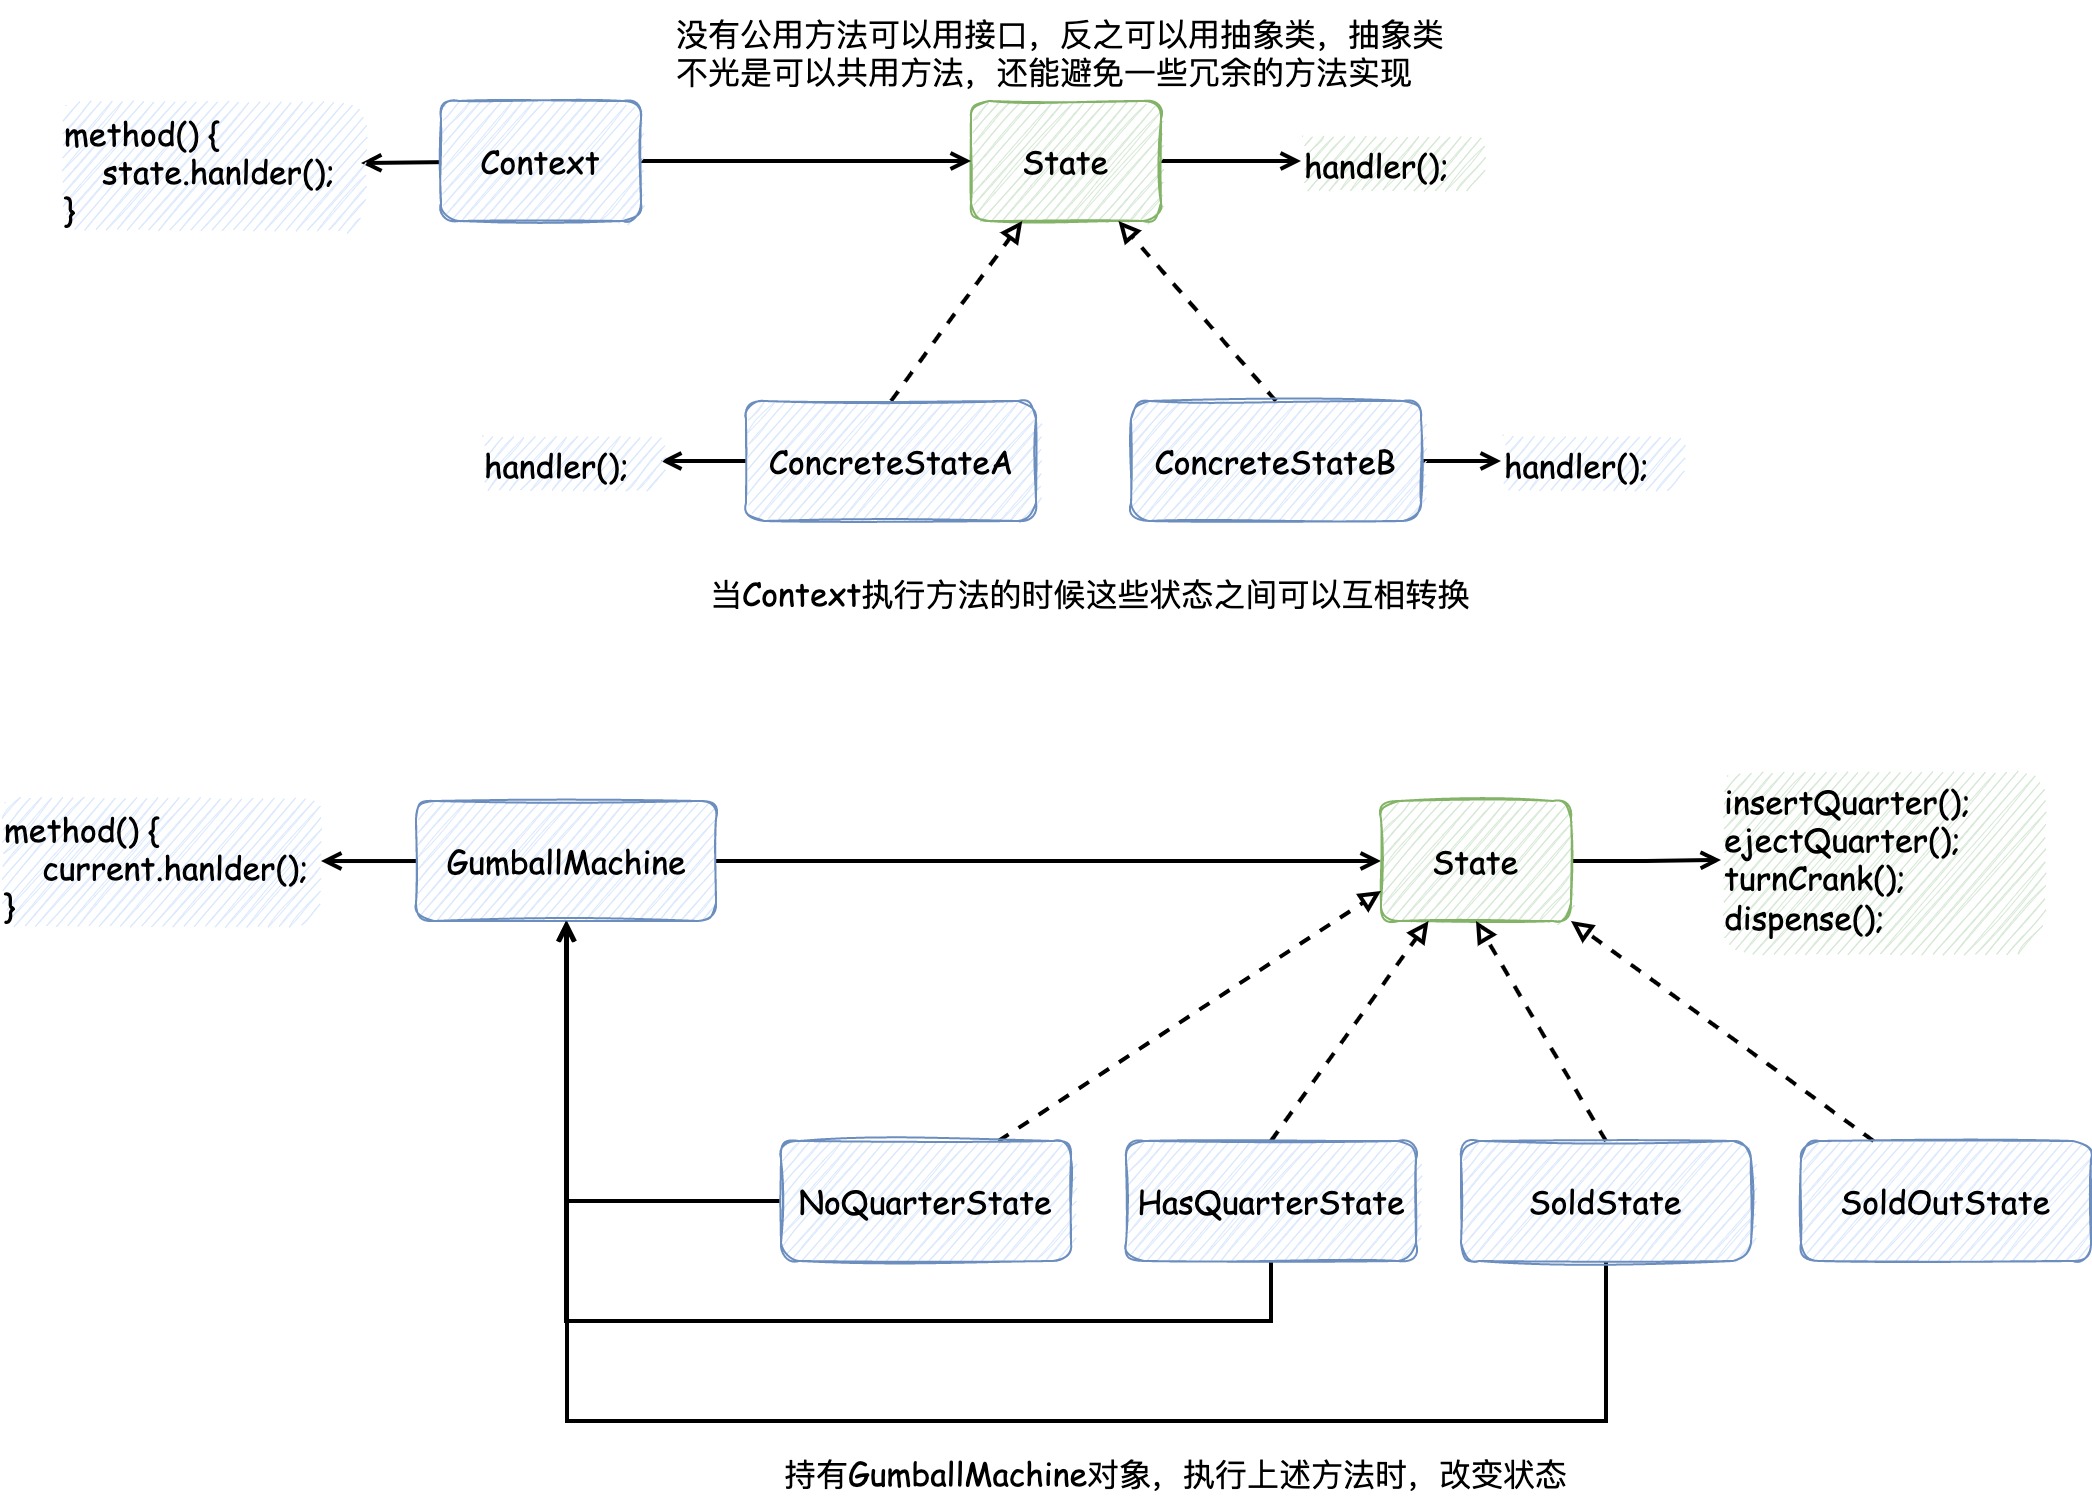 没有公用方法可以用接口，反之可以用抽象类，抽象类
不光是可以共用方法，还能避免一些冗余的方法实现
method() {
state.hanlder();
}
Context
State
handler();
handler();
ConcreteStateA
ConcreteStateB
handler();
当Context执行方法的时候这些状态之间可以互相转换
method() {
current.hanlder();
}
GumballMachine
State
insertQuarter();
ejectQuarter();
turnCrank();
dispense();
NoQuarterState
HasQuarterState
SoldState
SoldOutState
持有GumballMachine对象，执行上述方法时，改变状态